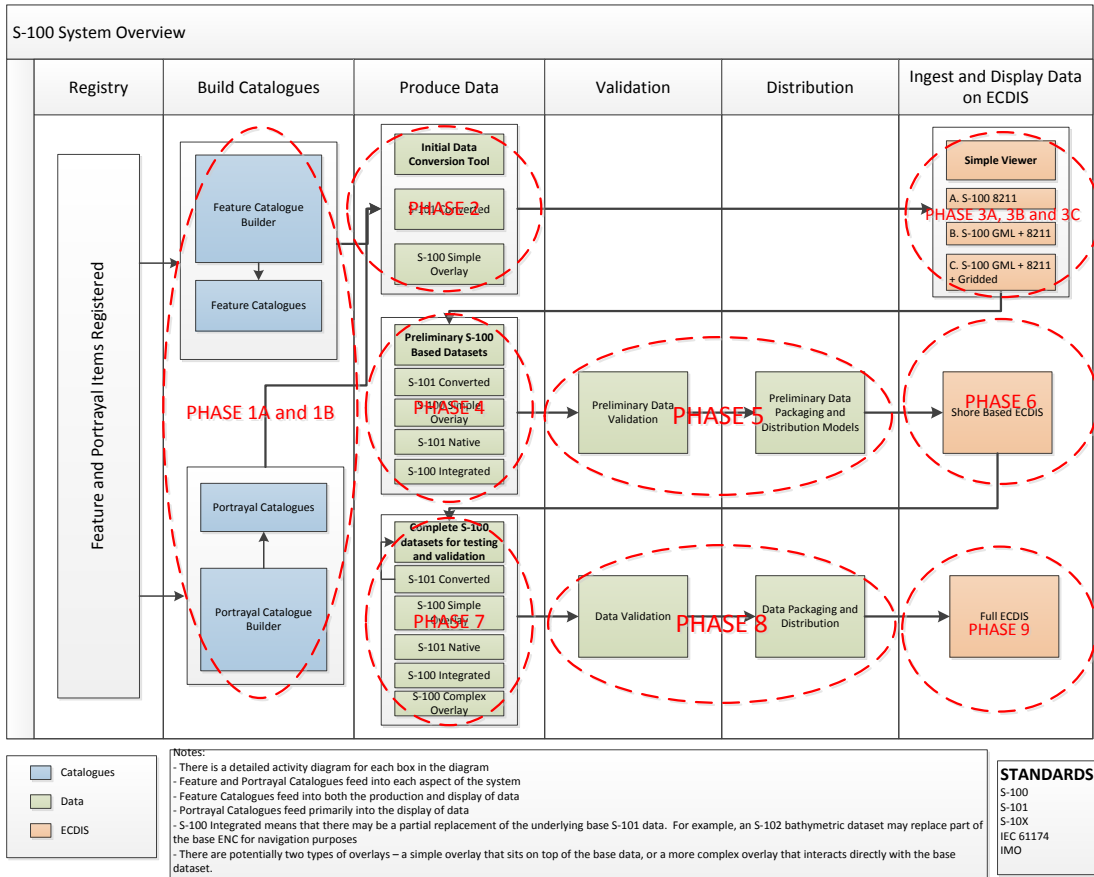 S-100 System Overview
Registry
Build Catalogues
Produce Data
Validation
Distribution
Ingest and Display Data
on ECDIS
Feature and Portrayal Items Registered
Feature Catalogue
Builder
Feature Catalogues
PHASE 1A and 1B
Portrayal Catalogues
Portrayal Catalogue
Builder
Initial Data
Conversion Tool
S-101 Converted
PHASE 2
S-100 Simple
Overlay
Simple Viewer
A. S-100 8211
PHASE 3A, 3B and 3C
B. S-100 GML + 8211
C. S-100 GML + 8211
+ Gridded
Preliminary S-100
Based Datasets
S-101 Converted
S-100 Simple
Overlay
PHASE 4
S-101 Native
S-100 Integrated
Preliminary Data
Validation
PHASE 5
Preliminary Data
Packaging and
Distribution Models
PHASE 6
Shore Based ECDIS
Complete S-100
datasets for testing
and validation
S-101 Converted
S-100 Simple
Overlay
PHASE 7
S-101 Native
S-100 Integrated
S-100 Complex
Overlay
Data Validation
PHASE 8
Data Packaging and
Distribution
Full ECDIS
PHASE 9
Catalogues
Data
ECDIS
Notes:
- There is a detailed activity diagram for each box in the diagram
- Feature and Portrayal Catalogues feed into each aspect of the system
- Feature Catalogues feed into both the production and display of data
- Portrayal Catalogues feed primarily into the display of data
- S-100 Integrated means that there may be a partial replacement of the underlying base S-101 data. For example, an S-102 bathymetric dataset may replace part of
the base ENC for navigation purposes
- There are potentially two types of overlays – a simple overlay that sits on top of the base data, or a more complex overlay that interacts directly with the base
dataset.
STANDARDS
S-100
S-101
S-10X
IEC 61174
IMO